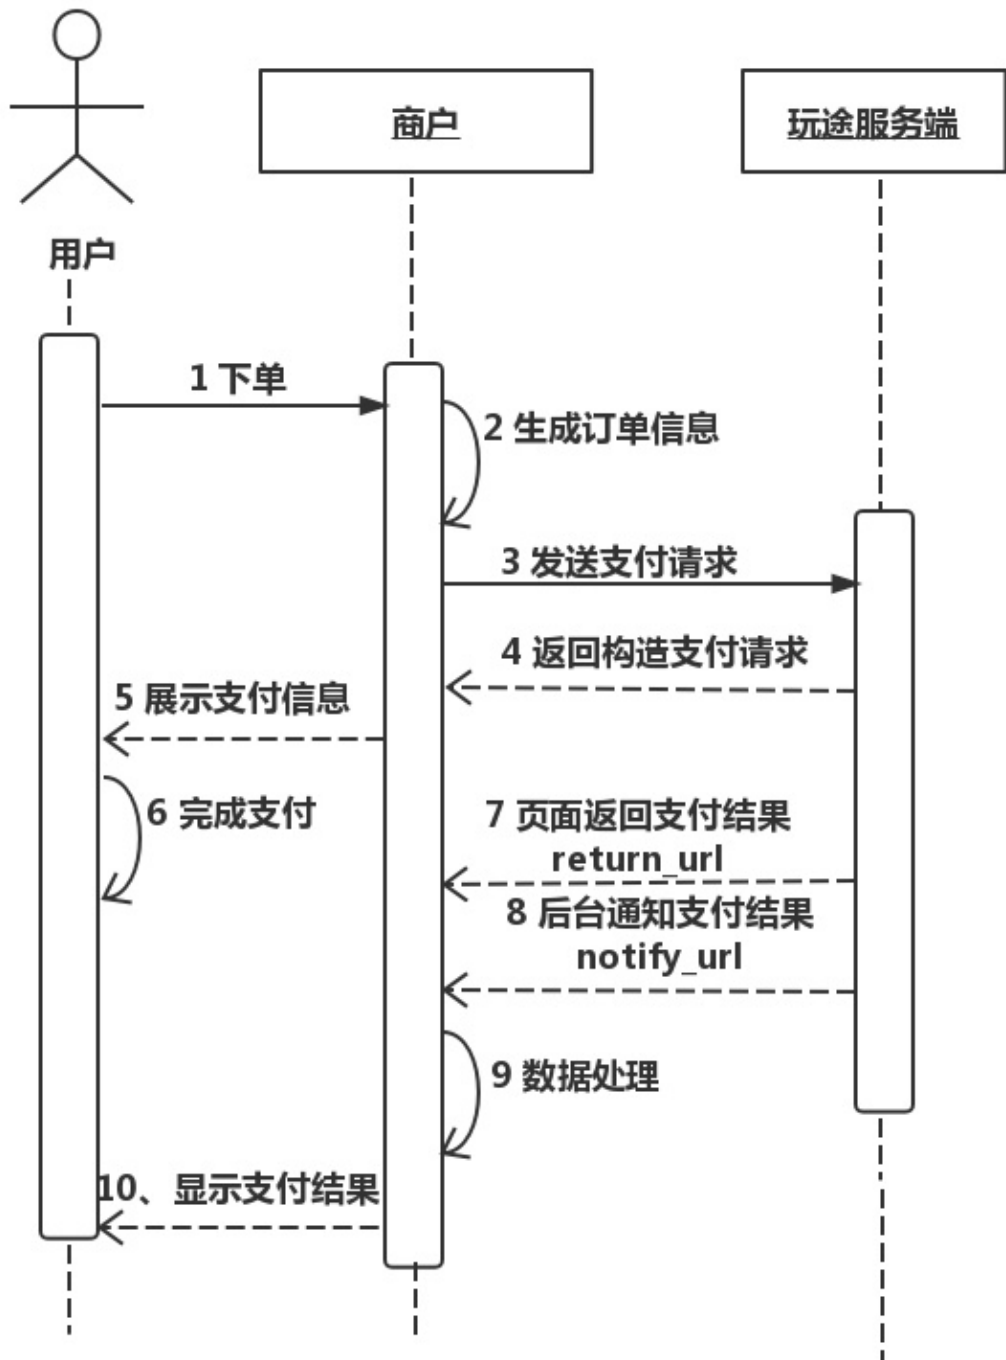 商户
玩途服务端
用户
1 下单
2 生成订单信息
3 发送支付请求
4 返回构造支付请求
5 展示支付信息
6 完成支付
7 页面返回支付结果
return_url
8 后台通知支付结果
notify_url
9 数据处理
10、显示支付结果